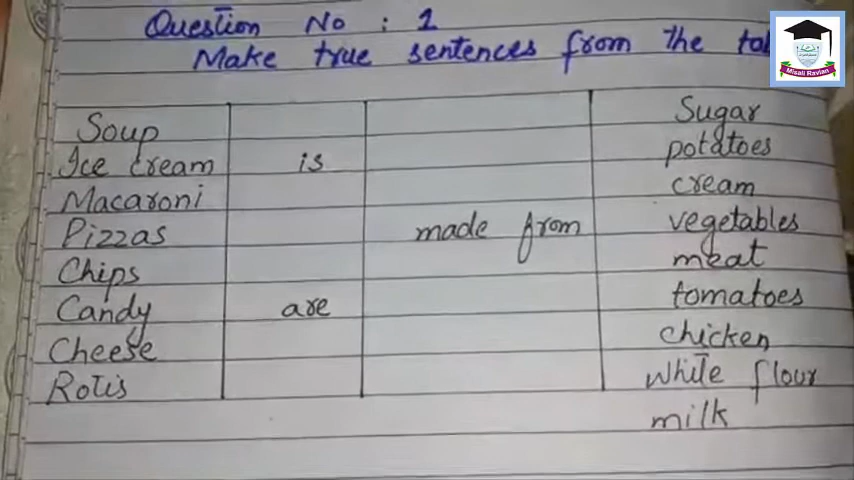 Question No : 1
Make true sentences from the
Misali Ravian
Soup Sugar
Ice cream is potatoes
Macaroni cream
Pizzas made from vegetables
Chips meat
Candy are tomatoes
Cheese chicken
Rotis white flour
milk